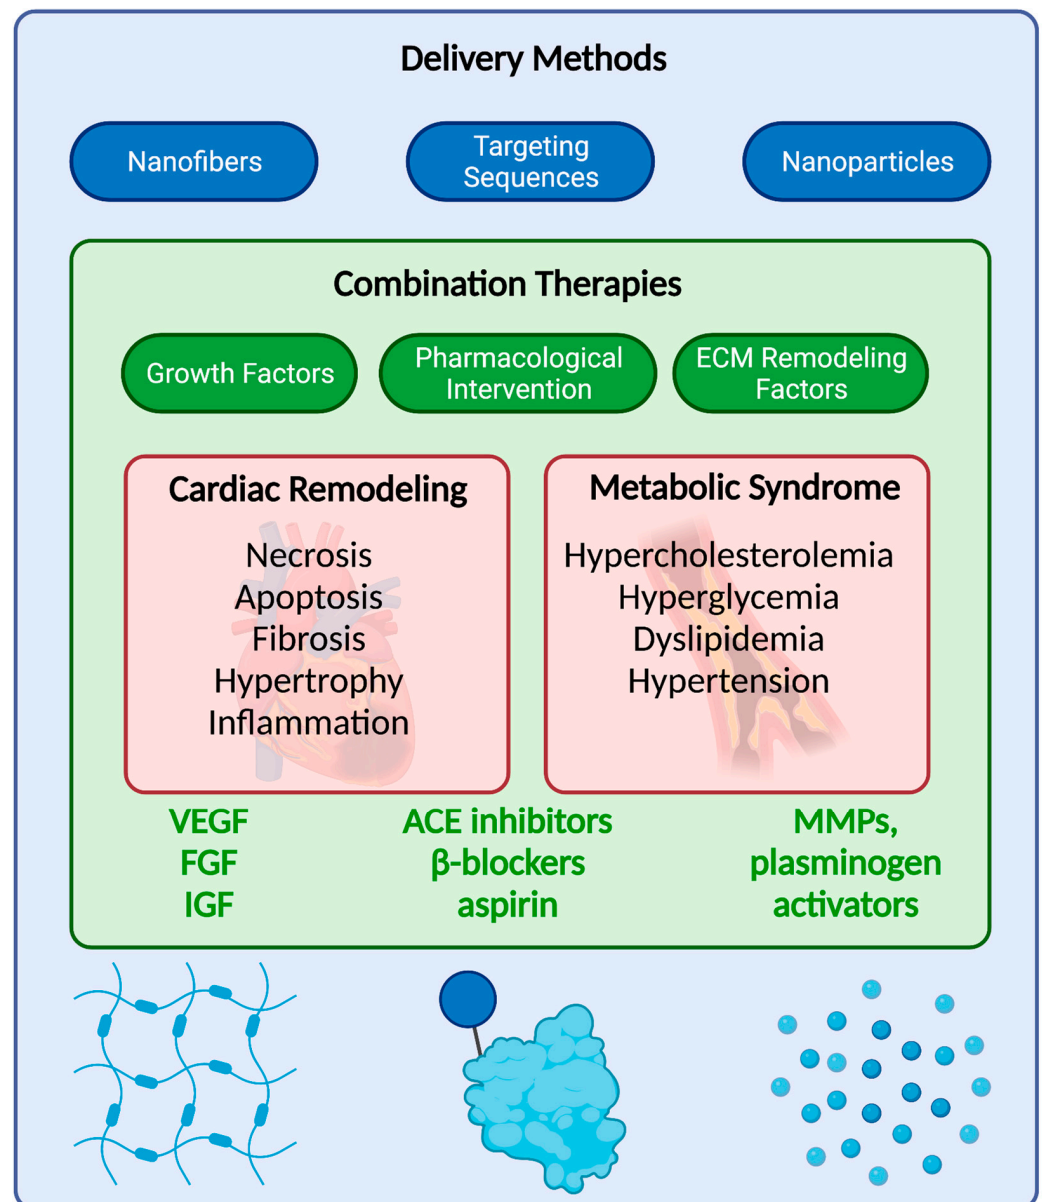 Delivery Methods
Nanofibers
Targeting
Sequences
Nanoparticles
Combination Therapies
Growth Factors
Pharmacological
Intervention
ECM Remodeling
Factors
Cardiac Remodeling
Necrosis
Apoptosis
Fibrosis
Hypertrophy
Inflammation
Metabolic Syndrome
Hypercholesterolemia
Hyperglycemia
Dyslipidemia
Hypertension
VEGF
FGF
IGF
ACE inhibitors
β-blockers
aspirin
MMPs,
plasminogen
activators